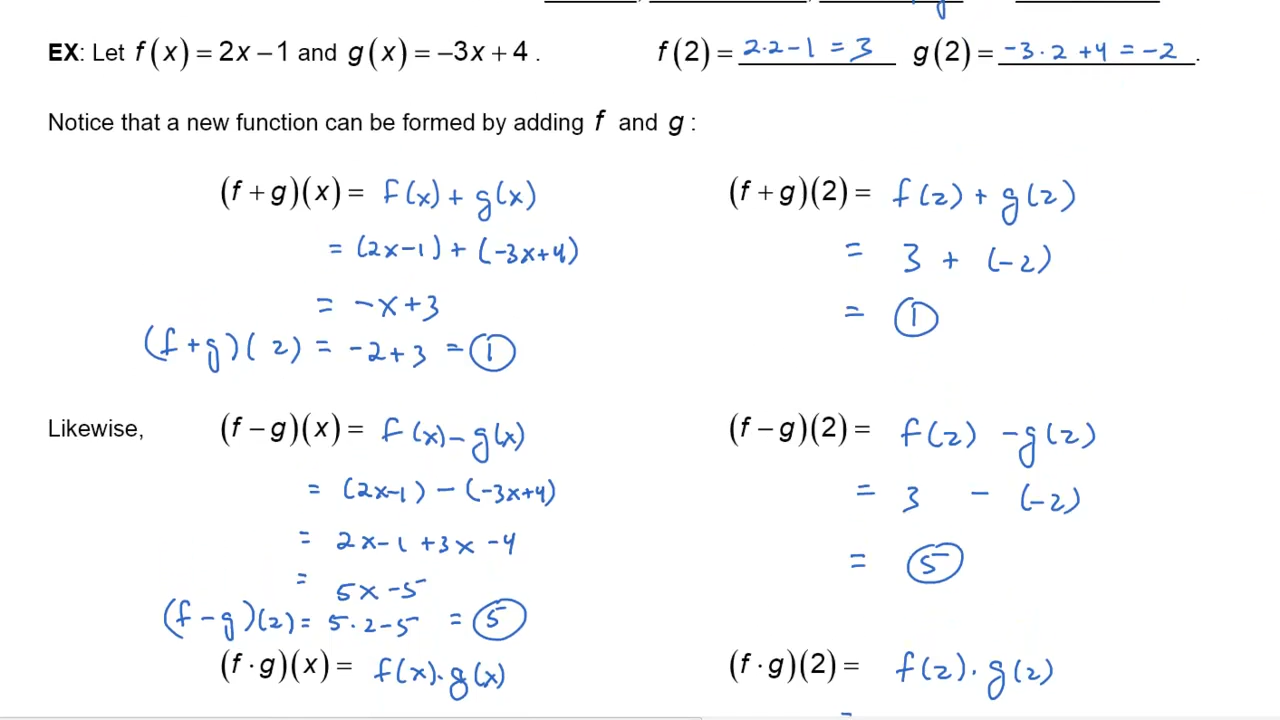 EX: Let f(x) = 2x − 1 and g(x) = −3x + 4. f(2) = 2·2−1 = 3 g(2) = −3·2 +4 = −2.
Notice that a new function can be formed by adding f and g:
(f + g)(x) = f(x) + g(x)
= (2x−1) + (−3x+4)
= −x+3
(f+g)(2) = −2+3 = 1
(f + g)(2) = f(2) + g(2)
= 3 + (−2)
= 1
Likewise, (f − g)(x) = f(x) − g(x)
= (2x−1) − (−3x+4)
= 2x−1 +3x −4
= 5x −5
(f−g)(2) = 5·2−5 = 5
(f − g)(2) = f(2) − g(2)
= 3 − (−2)
= 5
(f · g)(x) = f(x)·g(x)
(f · g)(2) = f(2)·g(2)